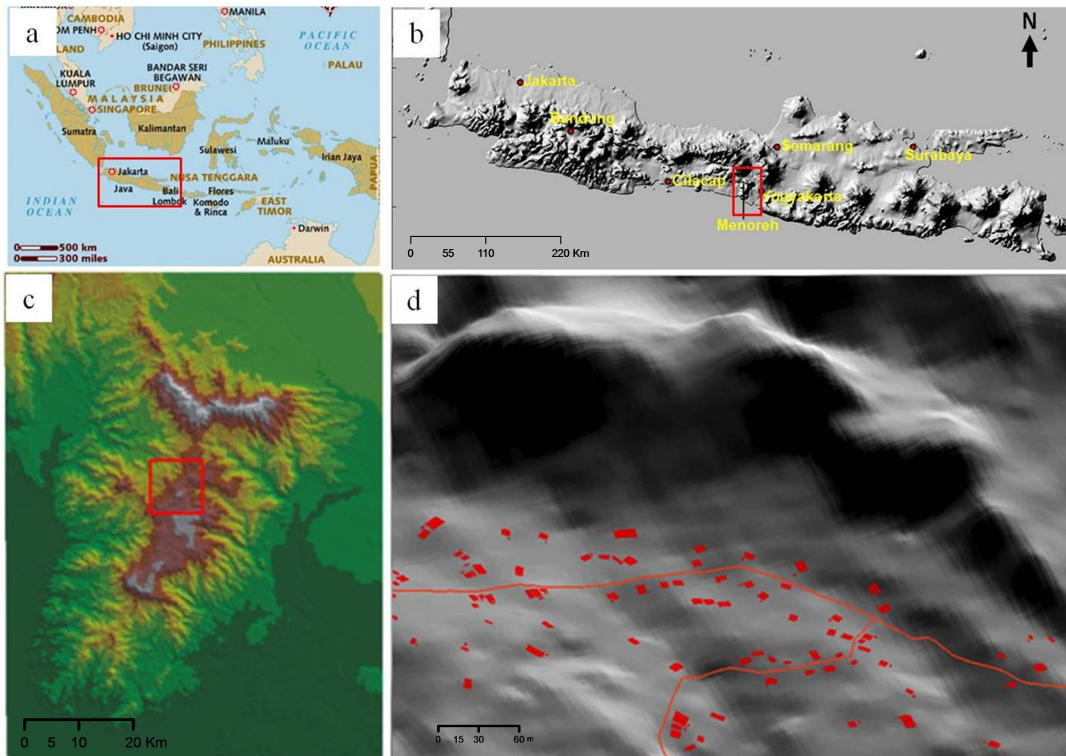 a
CAMBODIA
HO CHI MINH CITY
(Saigon)
MANILA
PHILIPPINES
PACIFIC
OCEAN
PALAU
KUALA
LUMPUR
BANDAR SERI
BEGAWAN
BRUNEI
MALAYSIA
SINGAPORE
Sumatra
Kalimantan
Sulawesi
Maluku
Irian Jaya
PAPUA
Jakarta
Java
NUSA TENGGARA
Bali
Lombok
Flores
Komodo
& Rinca
EAST
TIMOR
INDIAN
OCEAN
Darwin
AUSTRALIA
0 500 km
0 300 miles
b
N
Jakarta
Bandung
Semarang
Surabaya
Cilacap
Yogyakarta
Menoreh
0 55 110 220 Km
c
0 5 10 20 Km
d
0 15 30 60 m